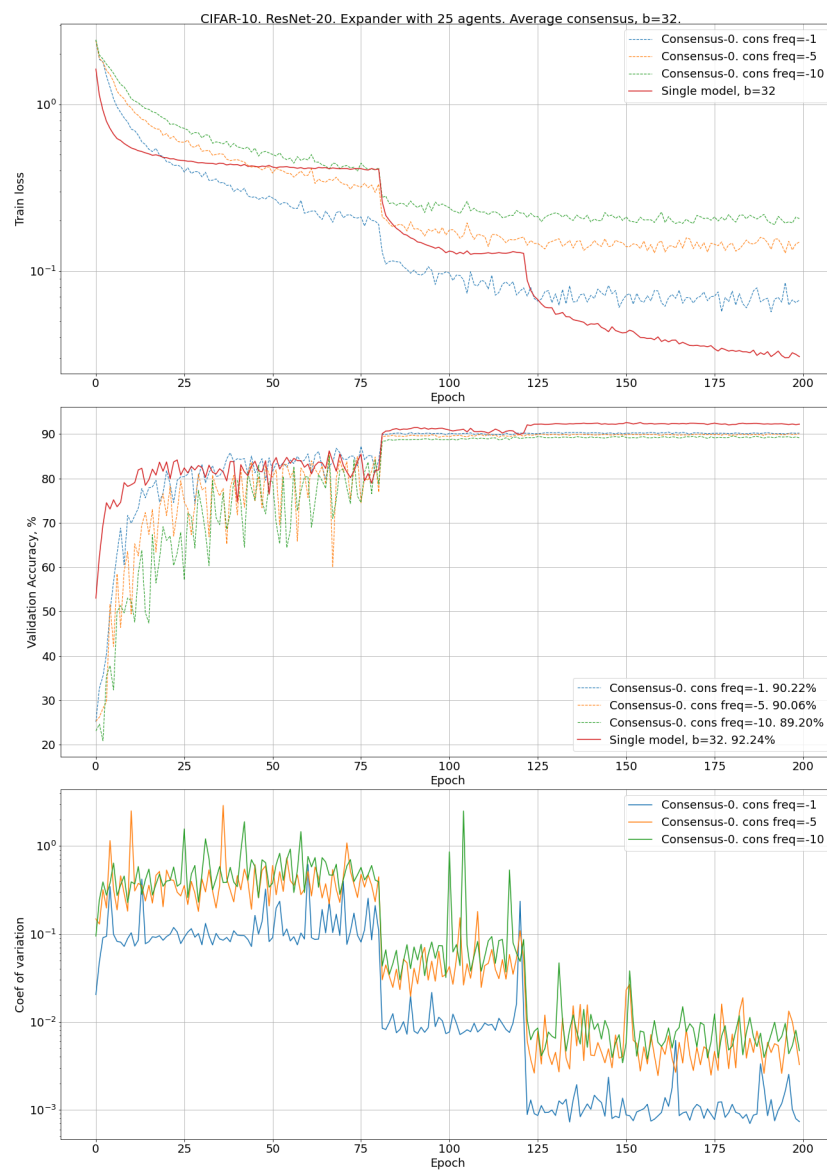 CIFAR-10. ResNet-20. Expander with 25 agents. Average consensus, b=32.
Consensus-0. cons freq=-1
Consensus-0. cons freq=-5
Consensus-0. cons freq=-10
Single model, b=32
10⁰
10⁻¹
Train loss
0 25 50 75 100 125 150 175 200
Epoch
90
80
70
60
50
40
30
20
Validation Accuracy, %
Consensus-0. cons freq=-1. 90.22%
Consensus-0. cons freq=-5. 90.06%
Consensus-0. cons freq=-10. 89.20%
Single model, b=32. 92.24%
0 25 50 75 100 125 150 175 200
Epoch
Consensus-0. cons freq=-1
Consensus-0. cons freq=-5
Consensus-0. cons freq=-10
10⁰
10⁻¹
10⁻²
10⁻³
Coef of variation
0 25 50 75 100 125 150 175 200
Epoch